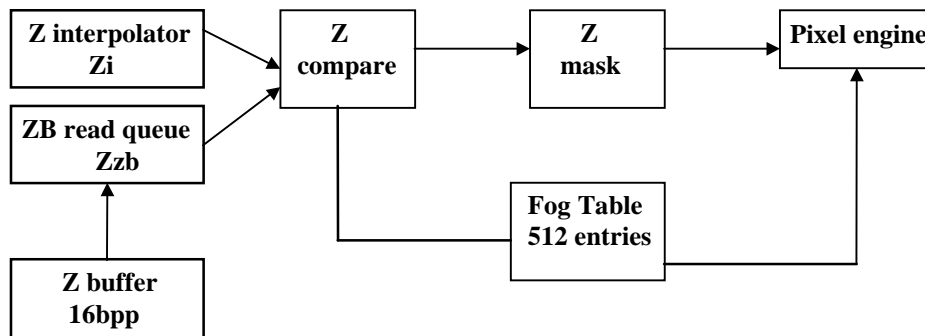 Z interpolator
Zi
Z
compare
Z
mask
Pixel engine
ZB read queue
Zzb
Fog Table
512 entries
Z buffer
16bpp